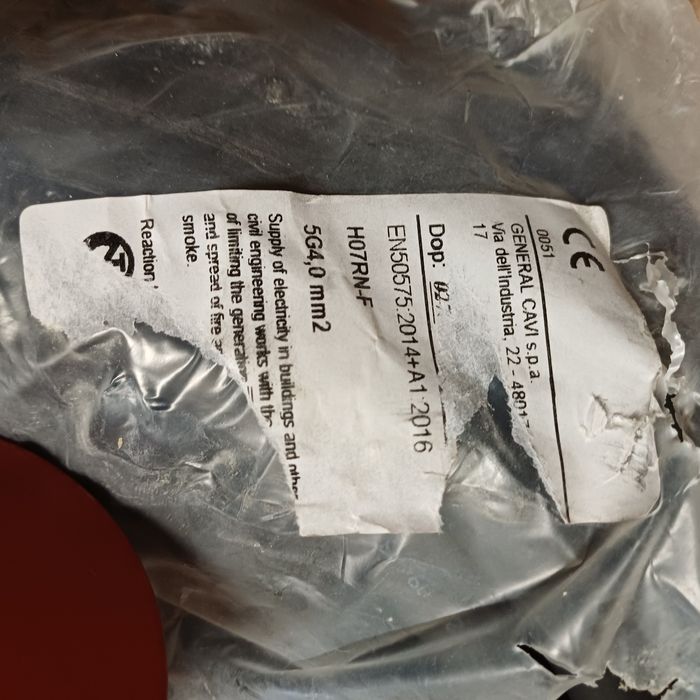 CE
0051
GENERAL CAVI s.p.a.
Via dell'Industria, 22 - 48017
17
Dop:
EN50575:2014+A1:2016
H07RN-F
5G4,0 mm2
Supply of electricity in buildings and other
civil engineering works with the
of limiting the generation
and spread of fire
smoke.
Reaction